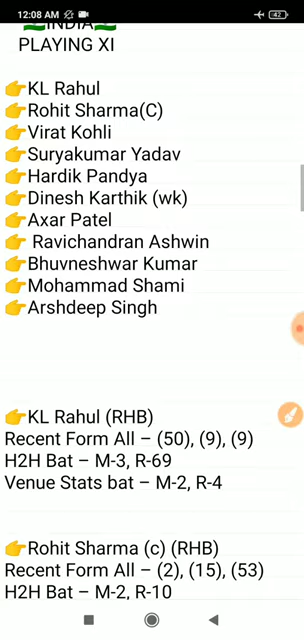 12:08 AM 42
INDIA
PLAYING XI
👉KL Rahul
👉Rohit Sharma(C)
👉Virat Kohli
👉Suryakumar Yadav
👉Hardik Pandya
👉Dinesh Karthik (wk)
👉Axar Patel
👉 Ravichandran Ashwin
👉Bhuvneshwar Kumar
👉Mohammad Shami
👉Arshdeep Singh
👉KL Rahul (RHB)
Recent Form All – (50), (9), (9)
H2H Bat – M-3, R-69
Venue Stats bat – M-2, R-4
👉Rohit Sharma (c) (RHB)
Recent Form All – (2), (15), (53)
H2H Bat – M-2, R-10